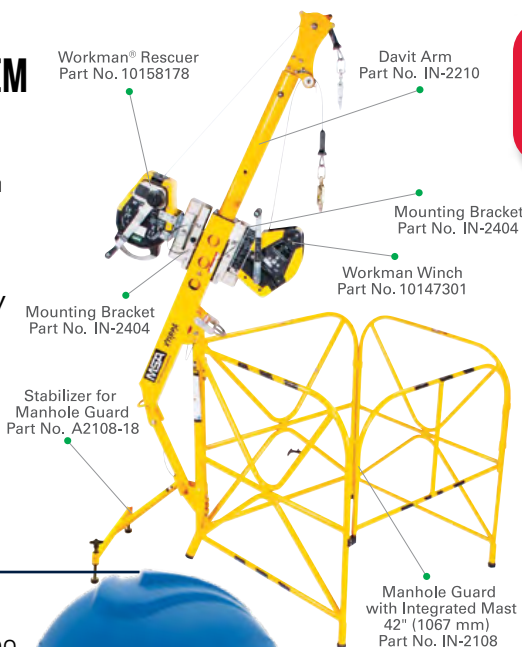 EM
Workman® Rescuer
Part No. 10158178
Davit Arm
Part No. IN-2210
Mounting Bracket
Part No. IN-2404
Workman Winch
Part No. 10147301
Mounting Bracket
Part No. IN-2404
MSA
Stabilizer for
Manhole Guard
Part No. A2108-18
Manhole Guard
with Integrated Mast
42" (1067 mm)
Part No. IN-2108